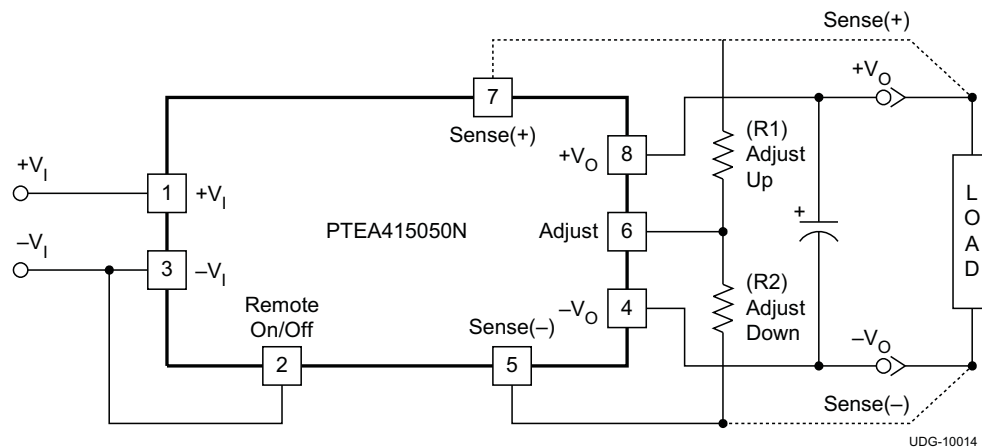 Sense(+)
+VO
7
Sense(+)
(R1)
Adjust
Up
+VO
8
+VI
1
+VI
L
O
A
D
PTEA415050N
Adjust
6
+
–VI
3
–VI
(R2)
Adjust
Down
–VO
4
Remote
On/Off
Sense(–)
–VO
2
5
Sense(–)
UDG-10014